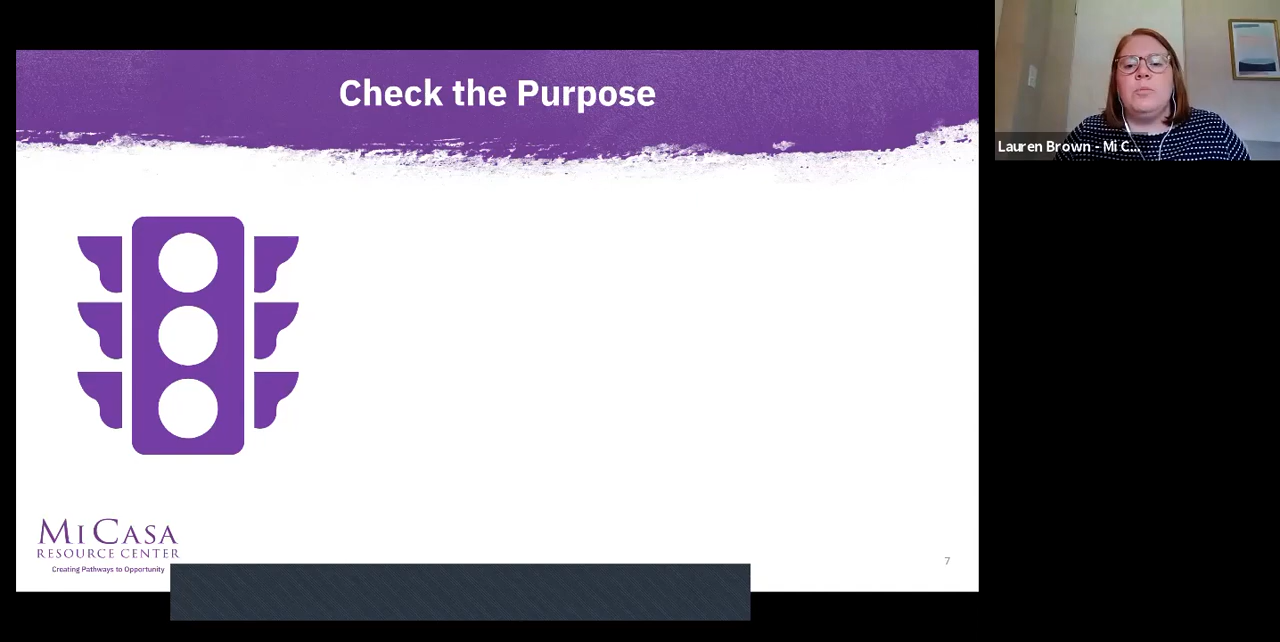 Check the Purpose
Lauren Brown - Mi C...
MI CASA
RESOURCE CENTER
Creating Pathways to Opportunity
7